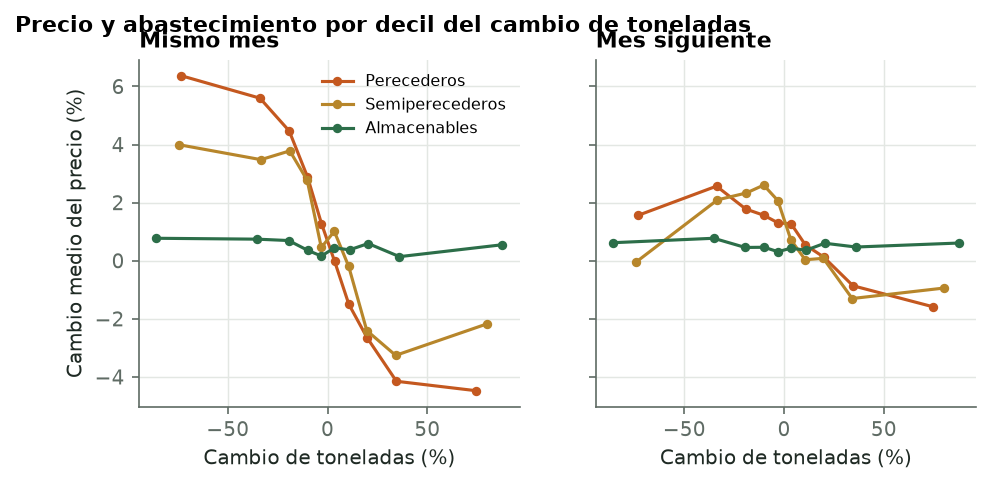 Precio y abastecimiento por decil del cambio de toneladas
Mismo mes
Mes siguiente
Perecederos
Semiperecederos
Almacenables
Cambio medio del precio (%)
6
4
2
0
−2
−4
−50
0
50
−50
0
50
Cambio de toneladas (%)
Cambio de toneladas (%)